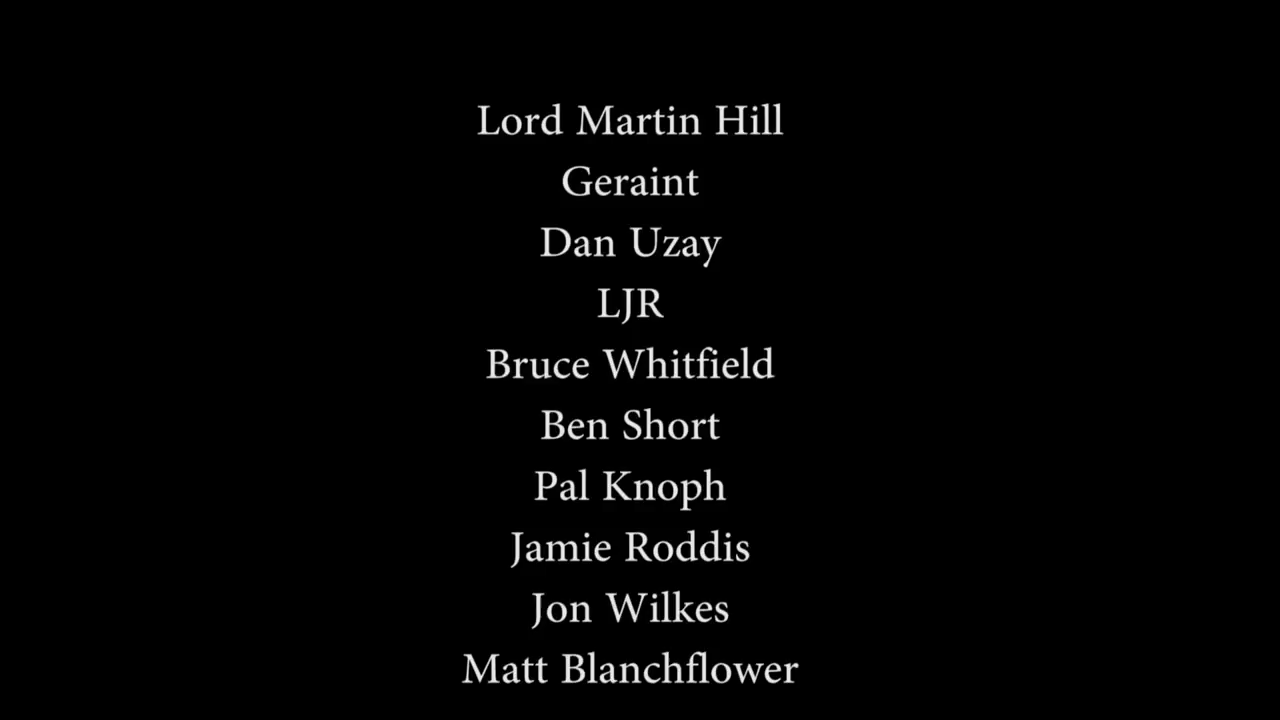 Lord Martin Hill
Geraint
Dan Uzay
LJR
Bruce Whitfield
Ben Short
Pal Knoph
Jamie Roddis
Jon Wilkes
Matt Blanchflower